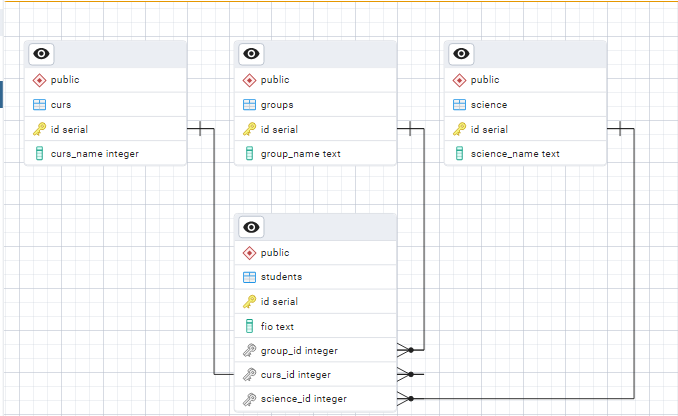 public
curs
id serial
curs_name integer
public
groups
id serial
group_name text
public
science
id serial
science_name text
public
students
id serial
fio text
group_id integer
curs_id integer
science_id integer